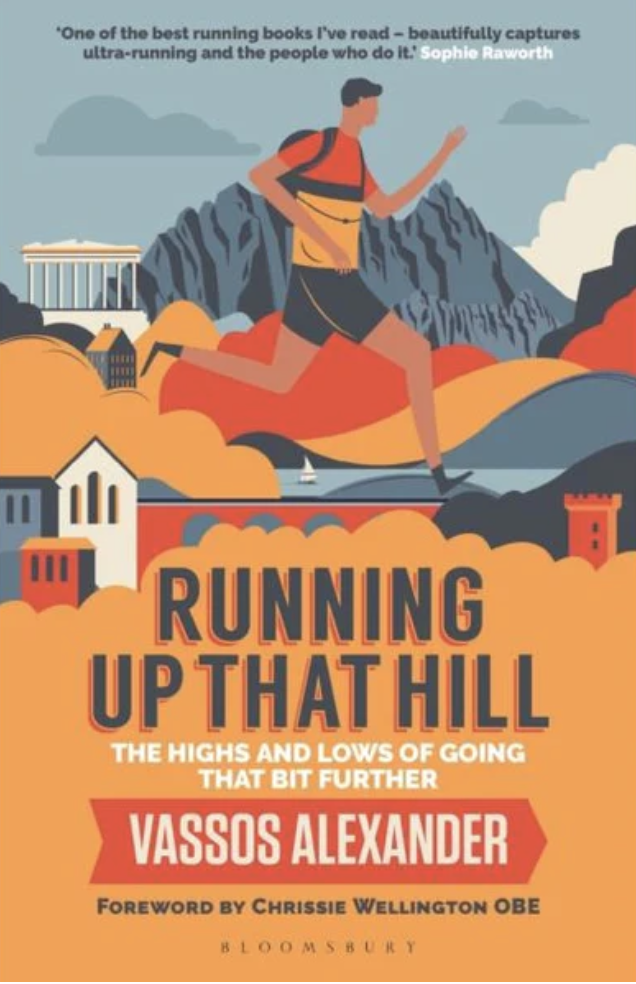 ‘One of the best running books I’ve read – beautifully captures
ultra-running and the people who do it.’ Sophie Raworth
RUNNING
UP THAT HILL
THE HIGHS AND LOWS OF GOING
THAT BIT FURTHER
VASSOS ALEXANDER
FOREWORD BY CHRISSIE WELLINGTON OBE
BLOOMSBURY